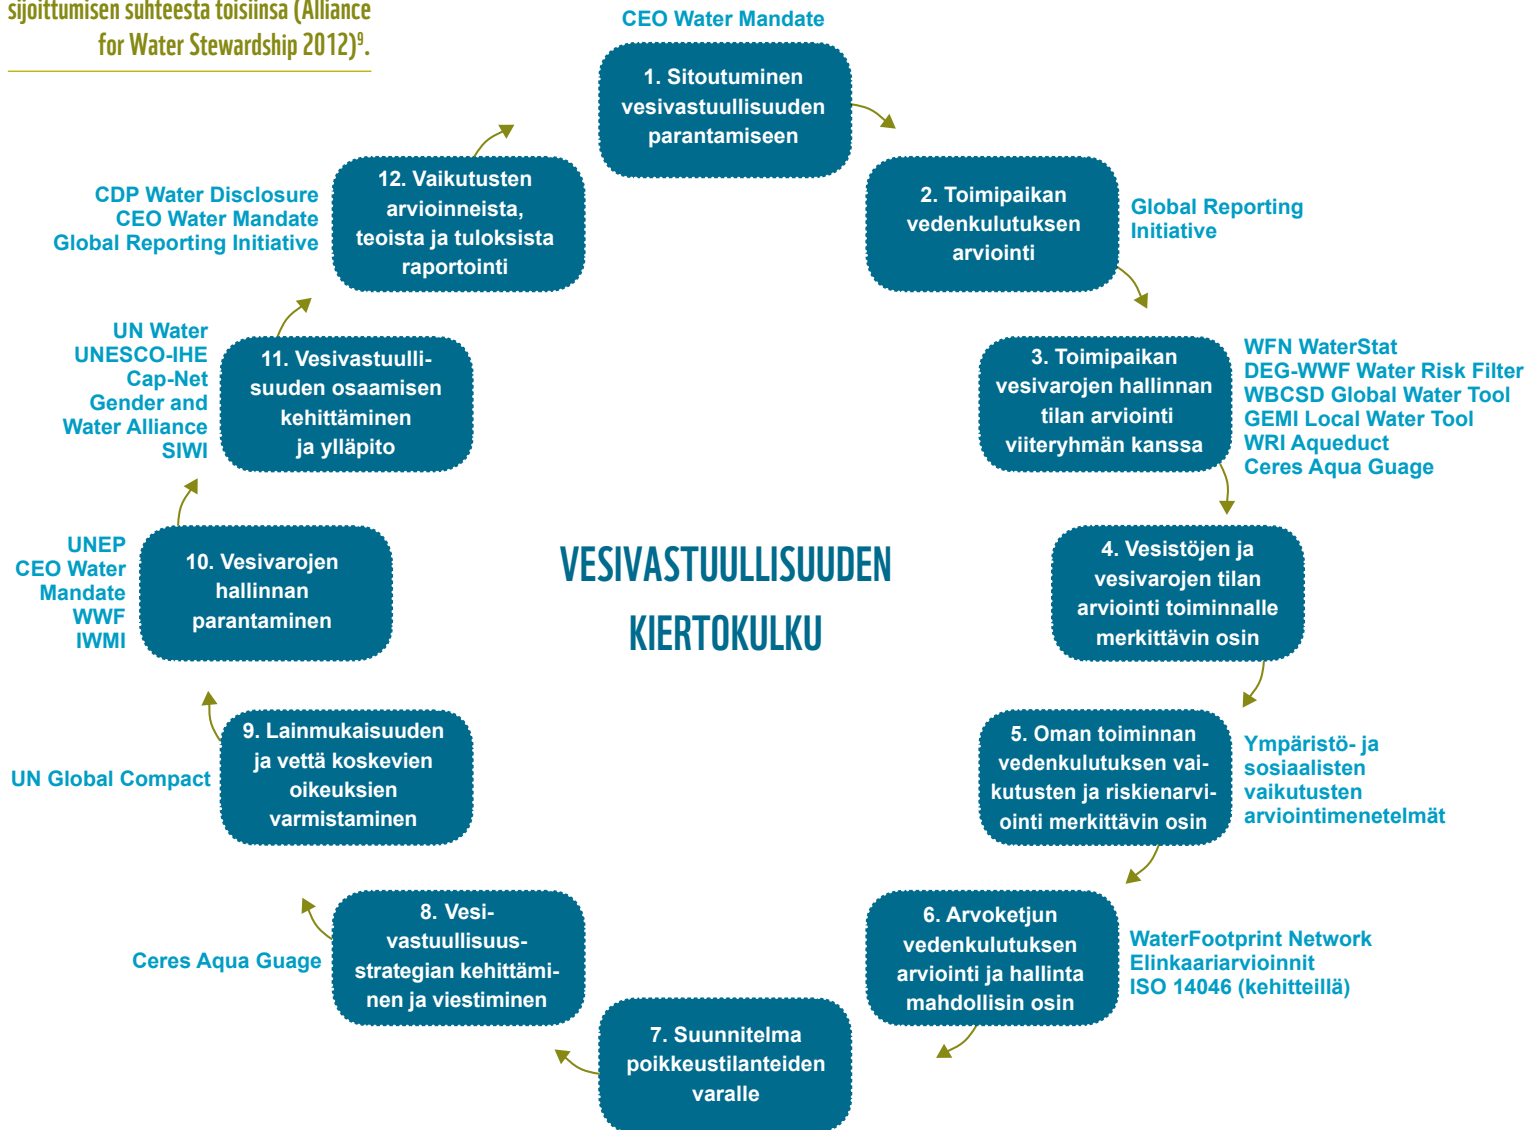 sijoittumisen suhteesta toisiinsa (Alliance
for Water Stewardship 2012)⁹.
CEO Water Mandate
1. Sitoutuminen
vesivastuullisuuden
parantamiseen
2. Toimipaikan
vedenkulutuksen
arviointi
Global Reporting
Initiative
3. Toimipaikan
vesivarojen hallinnan
tilan arviointi
viiteryhmän kanssa
WFN WaterStat
DEG-WWF Water Risk Filter
WBCSD Global Water Tool
GEMI Local Water Tool
WRI Aqueduct
Ceres Aqua Guage
4. Vesistöjen ja
vesivarojen tilan
arviointi toiminnalle
merkittävin osin
5. Oman toiminnan
vedenkulutuksen vai-
kutusten ja riskienarvi-
ointi merkittävin osin
Ympäristö- ja
sosiaalisten
vaikutusten
arviointimenetelmät
6. Arvoketjun
vedenkulutuksen
arviointi ja hallinta
mahdollisin osin
WaterFootprint Network
Elinkaariarvioinnit
ISO 14046 (kehitteillä)
7. Suunnitelma
poikkeustilanteiden
varalle
8. Vesi-
vastuullisuus-
strategian kehittämi-
nen ja viestiminen
Ceres Aqua Guage
9. Lainmukaisuuden
ja vettä koskevien
oikeuksien
varmistaminen
UN Global Compact
10. Vesivarojen
hallinnan
parantaminen
UNEP
CEO Water
Mandate
WWF
IWMI
11. Vesivastuulli-
suuden osaamisen
kehittäminen
ja ylläpito
UN Water
UNESCO-IHE
Cap-Net
Gender and
Water Alliance
SIWI
12. Vaikutusten
arvioinneista,
teoista ja tuloksista
raportointi
CDP Water Disclosure
CEO Water Mandate
Global Reporting Initiative
VESIVASTUULLISUUDEN
KIERTOKULKU